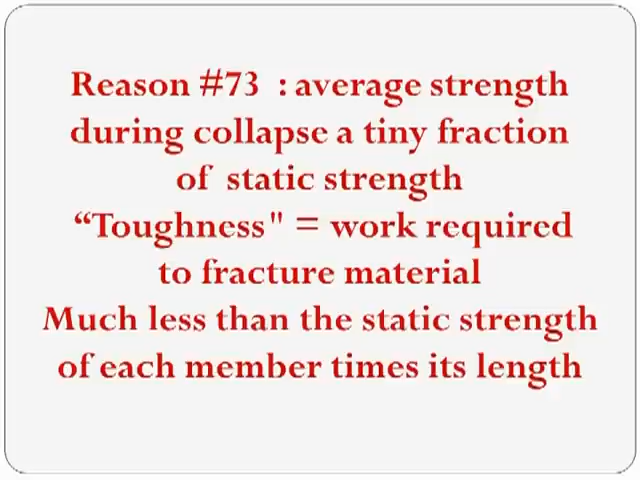 Reason #73 : average strength
during collapse a tiny fraction
of static strength
“Toughness" = work required
to fracture material
Much less than the static strength
of each member times its length